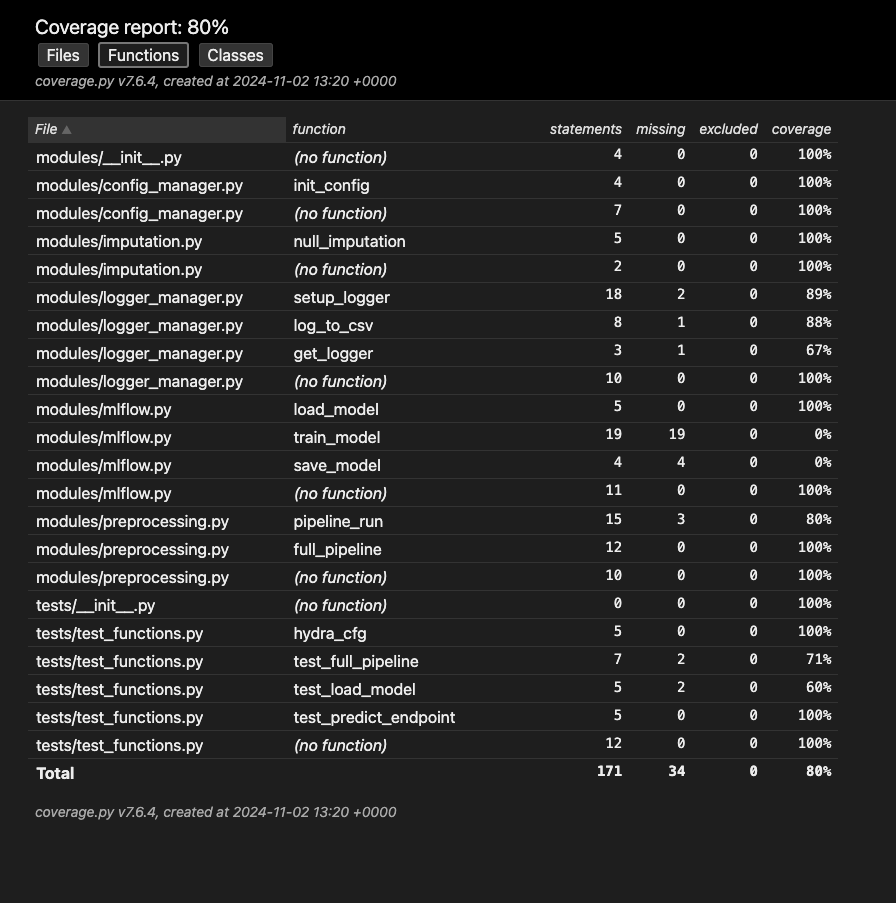 Coverage report: 80%
Files Functions Classes
coverage.py v7.6.4, created at 2024-11-02 13:20 +0000
File ▲ function statements missing excluded coverage
modules/__init__.py (no function) 4 0 0 100%
modules/config_manager.py init_config 4 0 0 100%
modules/config_manager.py (no function) 7 0 0 100%
modules/imputation.py null_imputation 5 0 0 100%
modules/imputation.py (no function) 2 0 0 100%
modules/logger_manager.py setup_logger 18 2 0 89%
modules/logger_manager.py log_to_csv 8 1 0 88%
modules/logger_manager.py get_logger 3 1 0 67%
modules/logger_manager.py (no function) 10 0 0 100%
modules/mlflow.py load_model 5 0 0 100%
modules/mlflow.py train_model 19 19 0 0%
modules/mlflow.py save_model 4 4 0 0%
modules/mlflow.py (no function) 11 0 0 100%
modules/preprocessing.py pipeline_run 15 3 0 80%
modules/preprocessing.py full_pipeline 12 0 0 100%
modules/preprocessing.py (no function) 10 0 0 100%
tests/__init__.py (no function) 0 0 0 100%
tests/test_functions.py hydra_cfg 5 0 0 100%
tests/test_functions.py test_full_pipeline 7 2 0 71%
tests/test_functions.py test_load_model 5 2 0 60%
tests/test_functions.py test_predict_endpoint 5 0 0 100%
tests/test_functions.py (no function) 12 0 0 100%
Total 171 34 0 80%
coverage.py v7.6.4, created at 2024-11-02 13:20 +0000